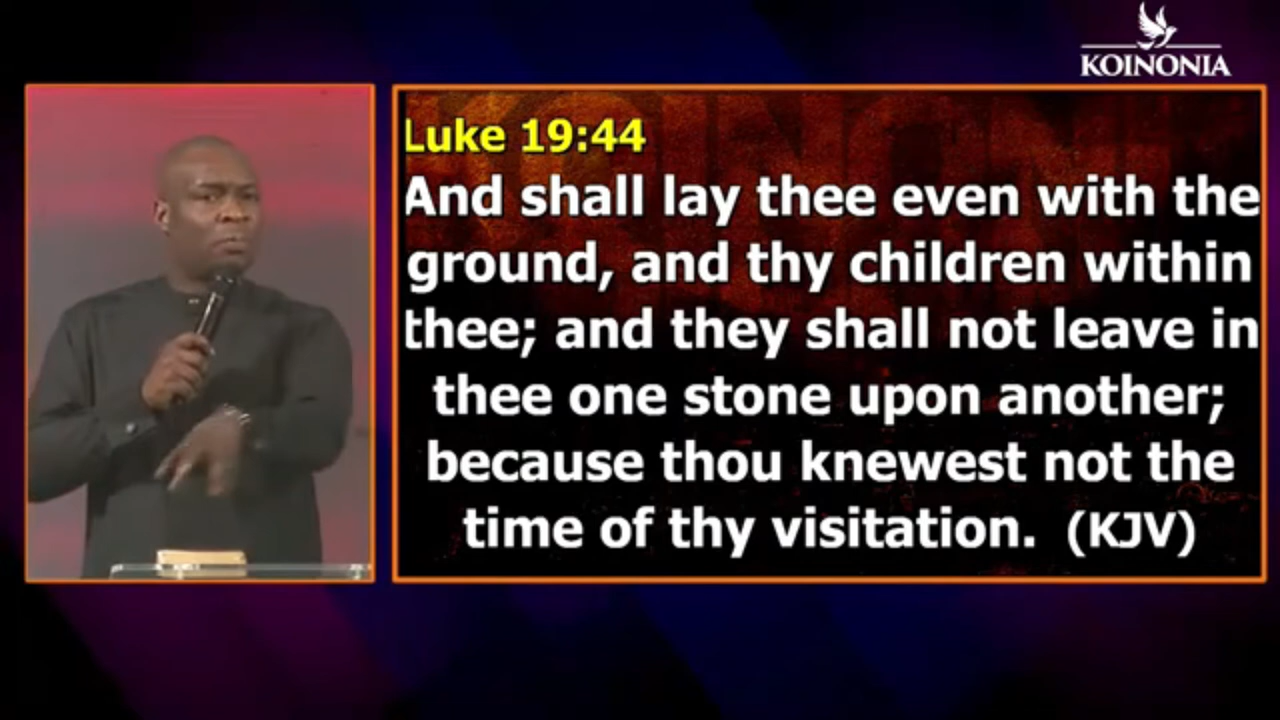 KOINONIA
Luke 19:44
And shall lay thee even with the
ground, and thy children within
thee; and they shall not leave in
thee one stone upon another;
because thou knewest not the
time of thy visitation. (KJV)